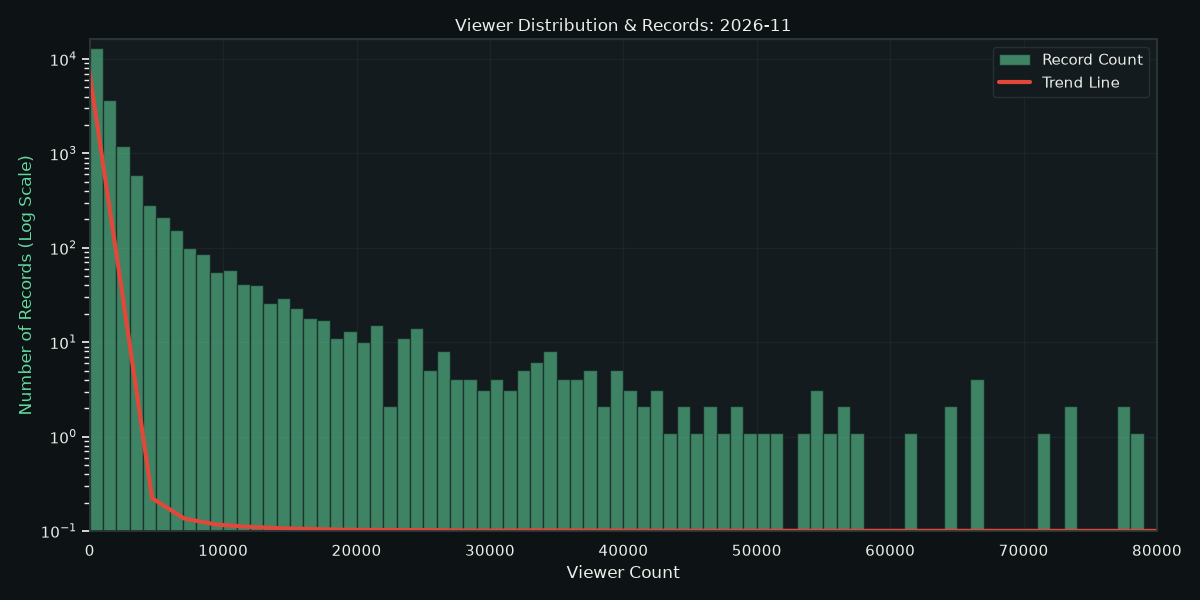 Viewer Distribution & Records: 2026-11
Record Count
Trend Line
Number of Records (Log Scale)
10⁴
10³
10²
10¹
10⁰
10⁻¹
0 10000 20000 30000 40000 50000 60000 70000 80000
Viewer Count